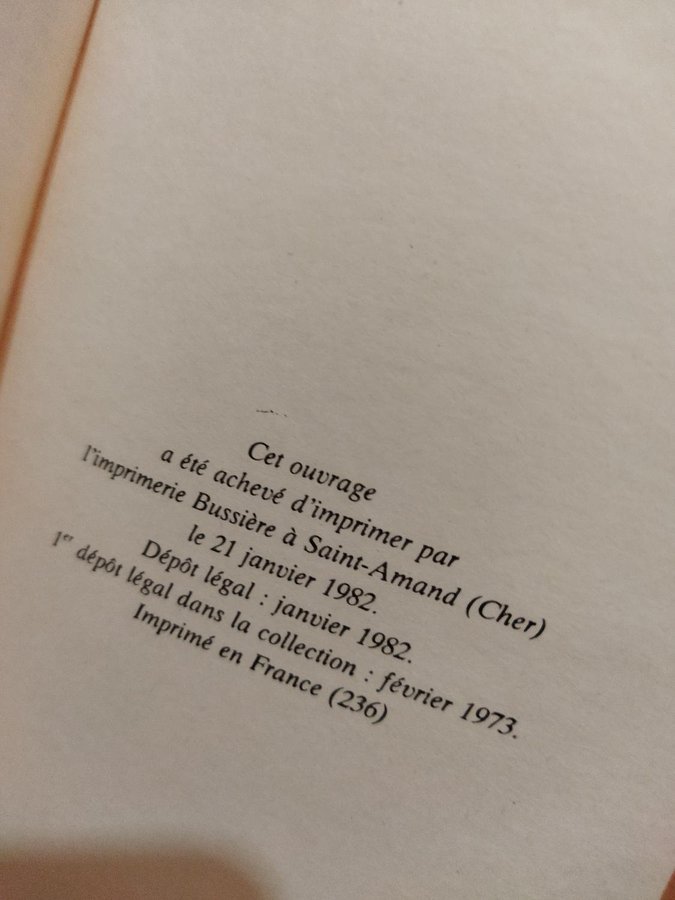 Cet ouvrage
a été achevé d'imprimer par
l'imprimerie Bussière à Saint-Amand (Cher)
le 21 janvier 1982.
Dépôt légal : janvier 1982.
1er dépôt légal dans la collection : février 1973.
Imprimé en France (236)